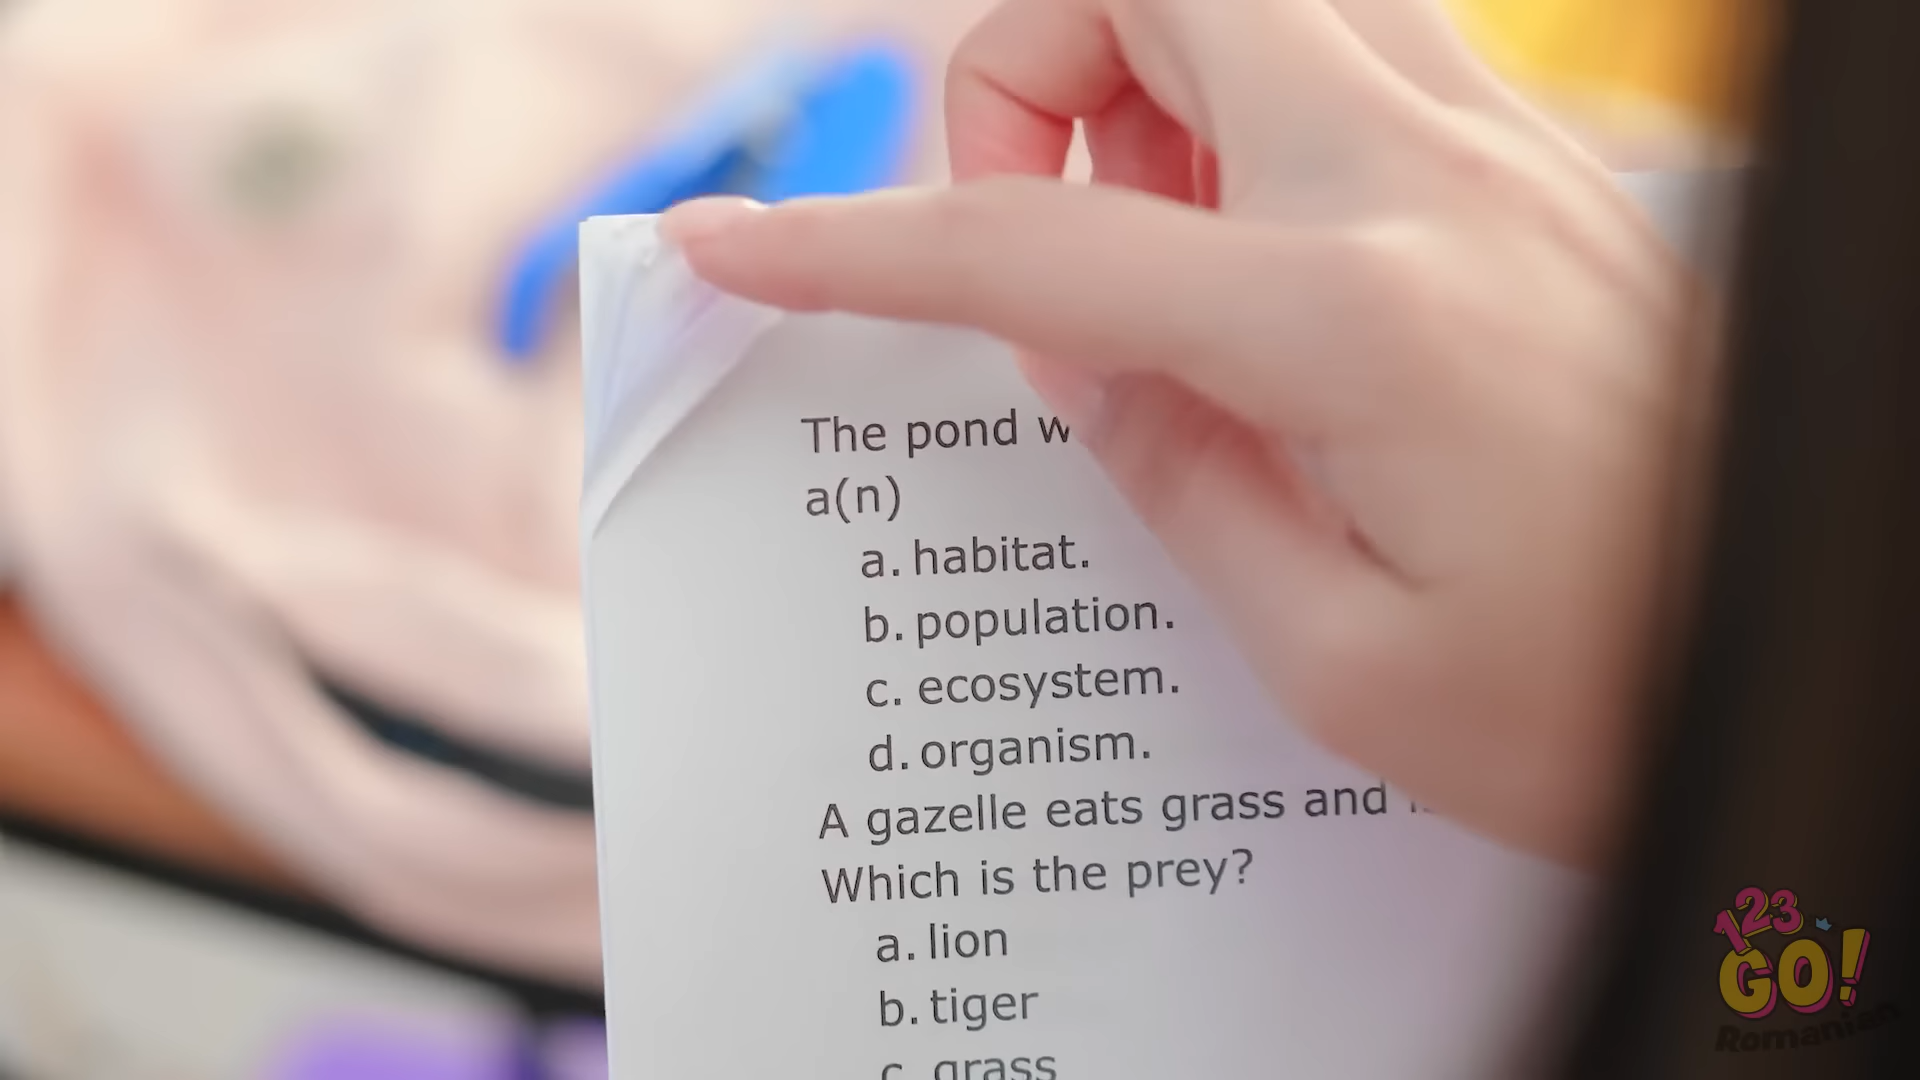 The pond
a(n)
a. habitat.
b. population.
c. ecosystem.
d. organism.
A gazelle eats grass and
Which is the prey?
a. lion
b. tiger
c. grass
123
GO!
Romanian